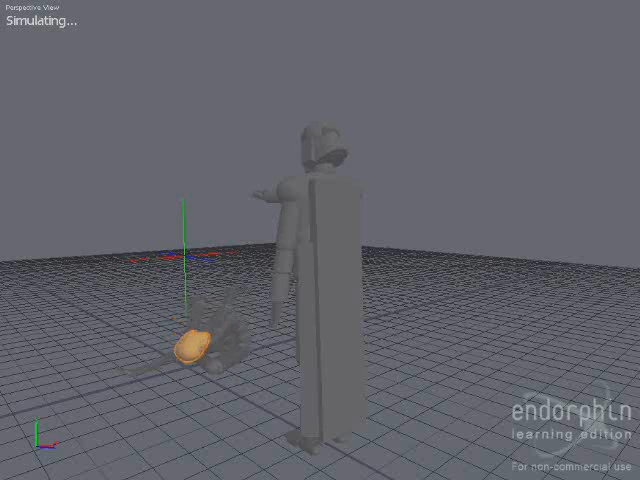 Perspective View
Simulating...
endorphin
learning edition
For non-commercial use